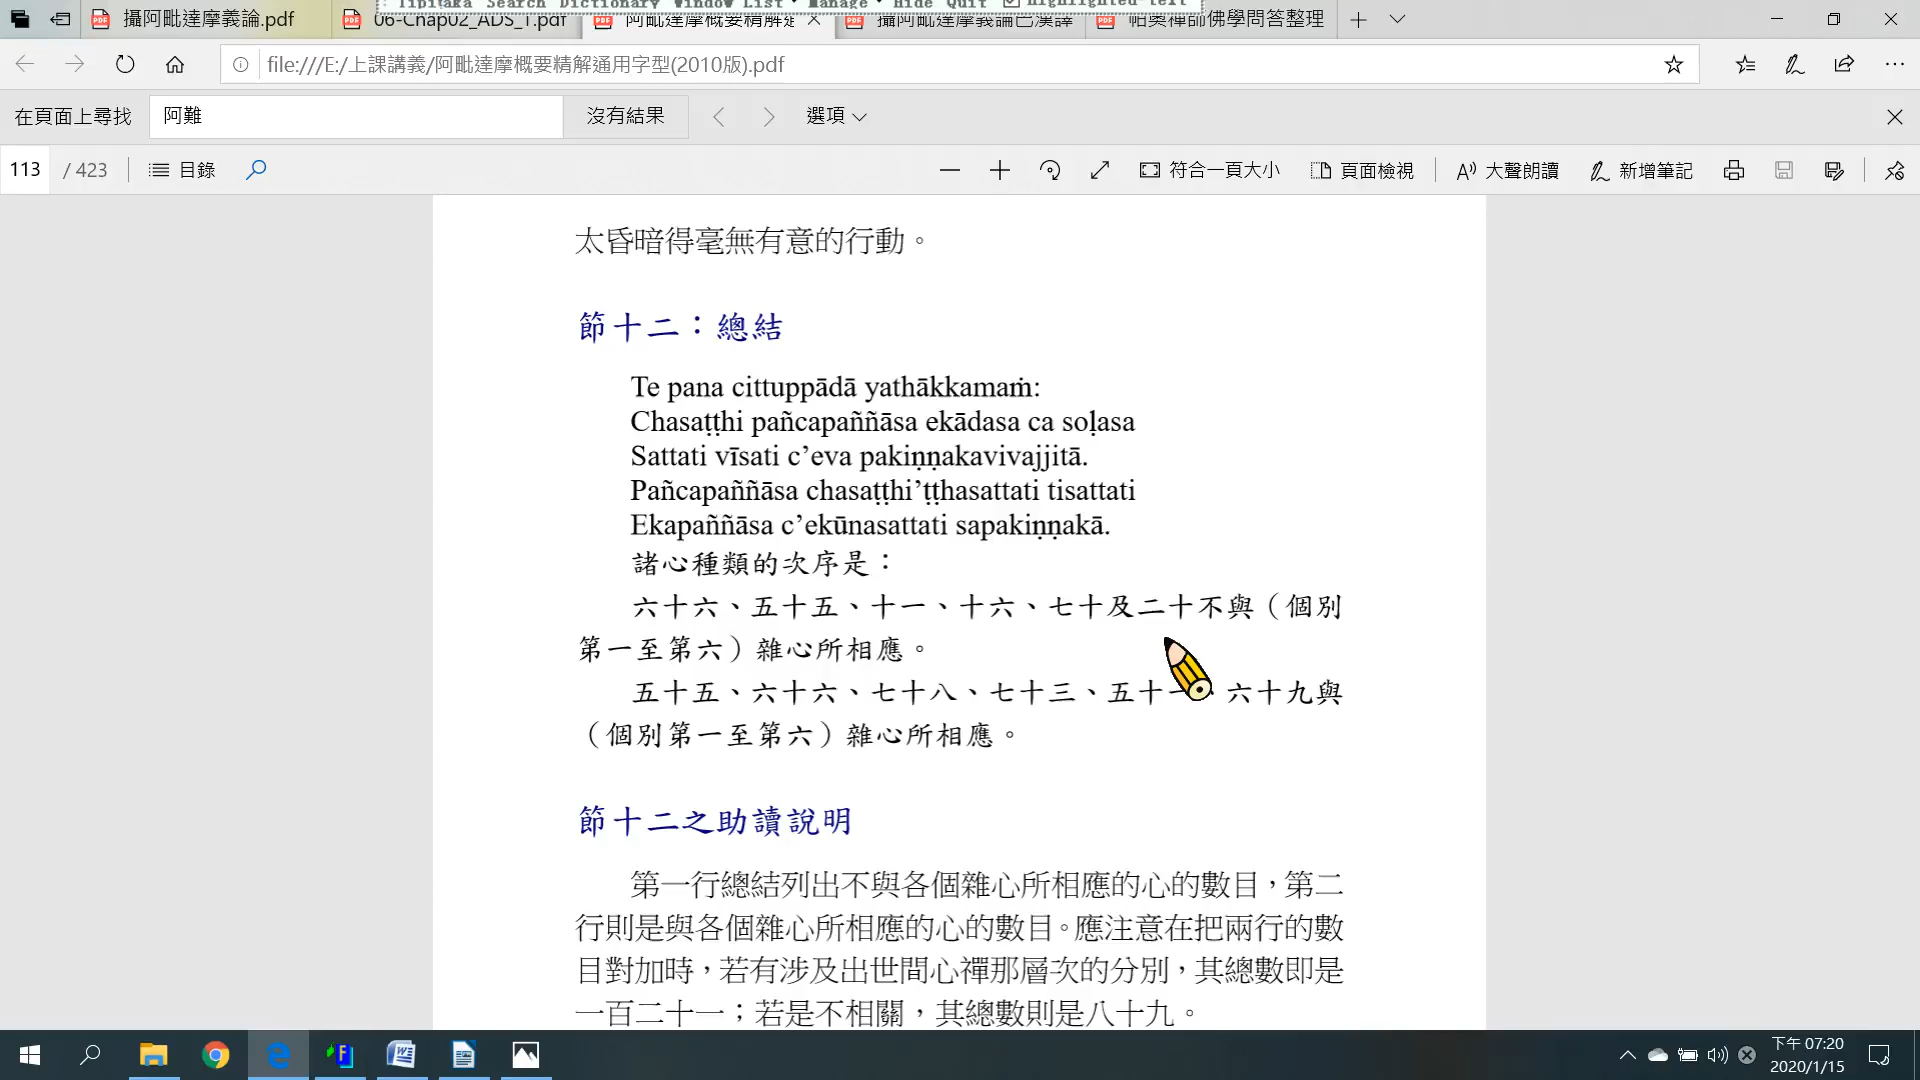 Tipitaka Search Dictionary Window List Manage Hide Quit Highlighted text
攝阿毗達摩義論.pdf
06-Chap02_ADS_1.pdf
阿毗達摩概要精解
攝阿毗達摩義論已漢譯
帕奧禪師佛學問答整理
file:///E:/上課講義/阿毗達摩概要精解通用字型(2010版).pdf
在頁面上尋找 阿難 沒有結果 選項
113 / 423 目錄 符合一頁大小 頁面檢視 大聲朗讀 新增筆記
太昏暗得毫無有意的行動。
節十二：總結
Te pana cittuppādā yathākkamaṁ:
Chasaṭṭhi pañcapaññāsa ekādasa ca soḷasa
Sattati vīsati c’eva pakiṇṇakavivajjitā.
Pañcapaññāsa chasaṭṭhi’ṭṭhasattati tisattati
Ekapaññāsa c’ekūnasattati sapakiṇṇakā.
諸心種類的次序是：
六十六、五十五、十一、十六、七十及二十不與（個別
第一至第六）雜心所相應。
五十五、六十六、七十八、七十三、五十一、六十九與
（個別第一至第六）雜心所相應。
節十二之助讀說明
第一行總結列出不與各個雜心所相應的心的數目，第二
行則是與各個雜心所相應的心的數目。應注意在把兩行的數
目對加時，若有涉及出世間心禪那層次的分別，其總數即是
一百二十一；若是不相關，其總數則是八十九。
下午 07:20
2020/1/15